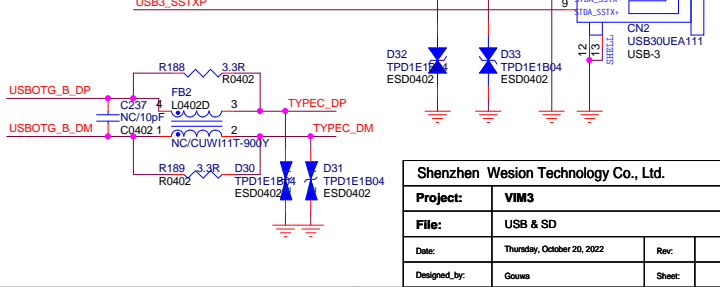 USB3_SSTXP
9
STDA_SSTX+
CN2
USB30UEA111
USB-3
SHELL
12
13
D32
TPD1E1B04
ESD0402
D33
TPD1E1B04
ESD0402
R188
3.3R
R0402
USBOTG_B_DP
C237
NC/10pF
C0402
FB2
L0402D
4
3
TYPEC_DP
USBOTG_B_DM
1
2
TYPEC_DM
NC/CUWI11T-900Y
R189
3.3R
R0402
D30
TPD1E1B04
ESD0402
D31
TPD1E1B04
ESD0402
Shenzhen Wesion Technology Co., Ltd.
Project: VIM3
File: USB & SD
Date: Thursday, October 20, 2022 Rev:
Designed_by: Gouwa Sheet: